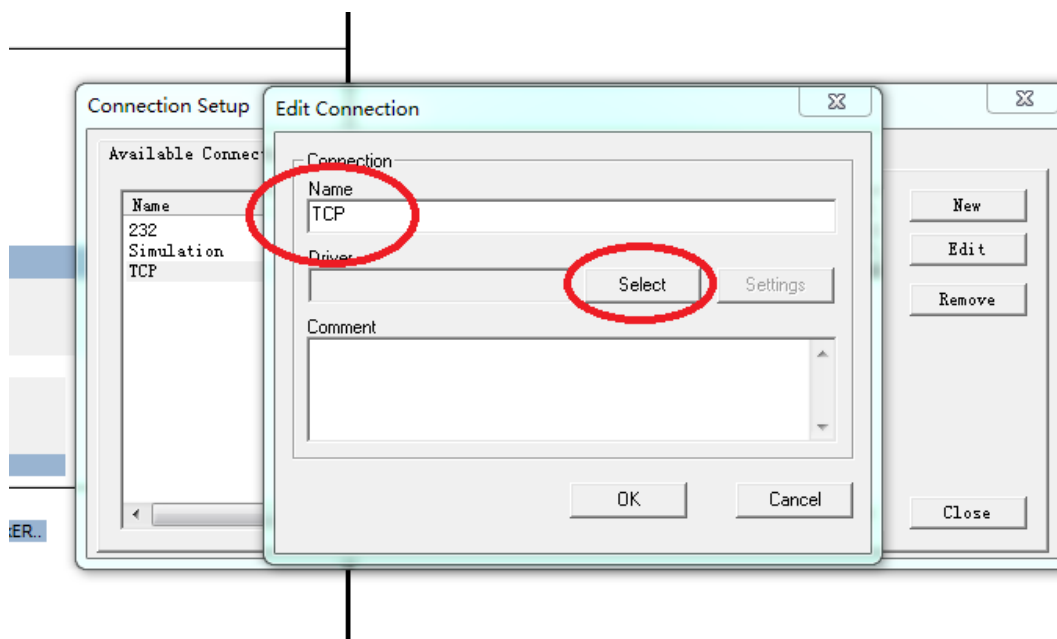 Connection Setup
Edit Connection
Available Connec
Connection
Name
Name
TCP
New
232
Simulation
Edit
TCP
Driver
Select
Settings
Remove
Comment
OK
Cancel
Close
ER..